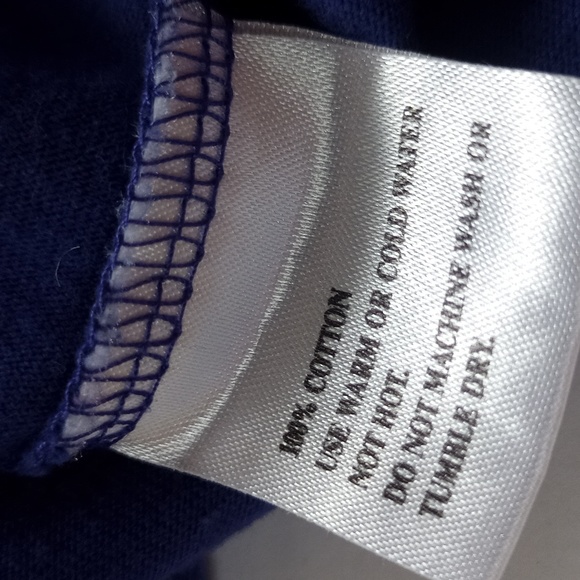 100% COTTON
USE WARM OR COLD WATER
NOT HOT.
DO NOT MACHINE WASH OR
TUMBLE DRY.